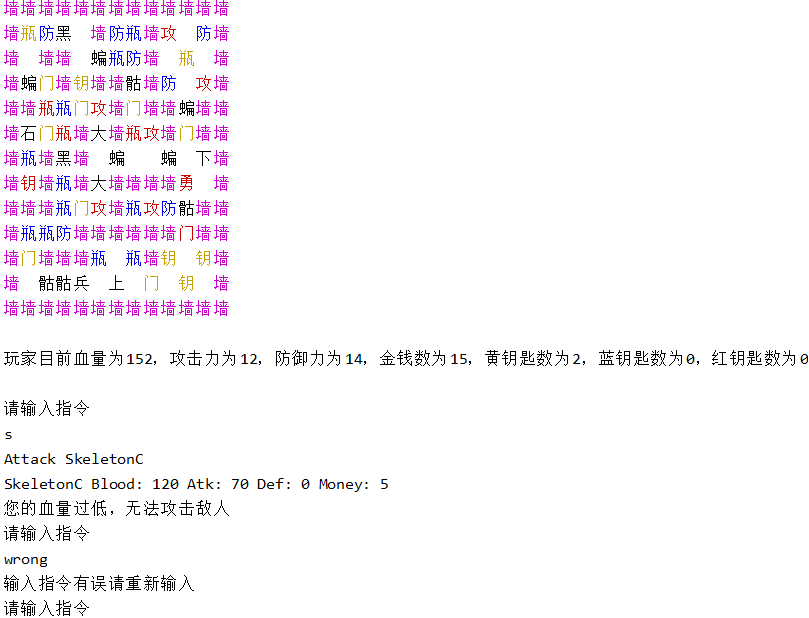 墙墙墙墙墙墙墙墙墙墙墙墙墙
墙瓶防黑　墙防瓶墙攻　防墙
墙　墙墙　蝙瓶防墙　瓶　墙
墙蝙门墙钥墙墙骷墙防　攻墙
墙墙瓶瓶门攻墙门墙墙蝙墙墙
墙石门瓶墙大墙瓶攻墙门墙墙
墙瓶墙黑墙　蝙　　蝙　下墙
墙钥墙瓶墙大墙墙墙墙勇　墙
墙墙墙瓶门攻墙瓶攻防骷墙墙
墙瓶瓶防墙墙墙墙墙墙门墙墙
墙门墙墙墙瓶　瓶墙钥　钥墙
墙　骷骷兵　上　门　钥　墙
墙墙墙墙墙墙墙墙墙墙墙墙墙
玩家目前血量为152，攻击力为12，防御力为14，金钱数为15，黄钥匙数为2，蓝钥匙数为0，红钥匙数为0
请输入指令
s
Attack SkeletonC
SkeletonC Blood: 120 Atk: 70 Def: 0 Money: 5
您的血量过低，无法攻击敌人
请输入指令
wrong
输入指令有误请重新输入
请输入指令